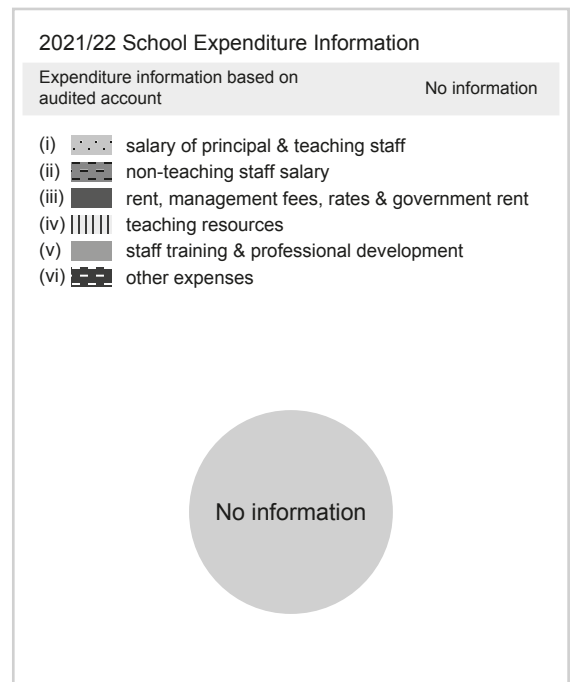 2021/22 School Expenditure Information
Expenditure information based on
audited account
No information
(i) salary of principal & teaching staff
(ii) non-teaching staff salary
(iii) rent, management fees, rates & government rent
(iv) teaching resources
(v) staff training & professional development
(vi) other expenses
No information